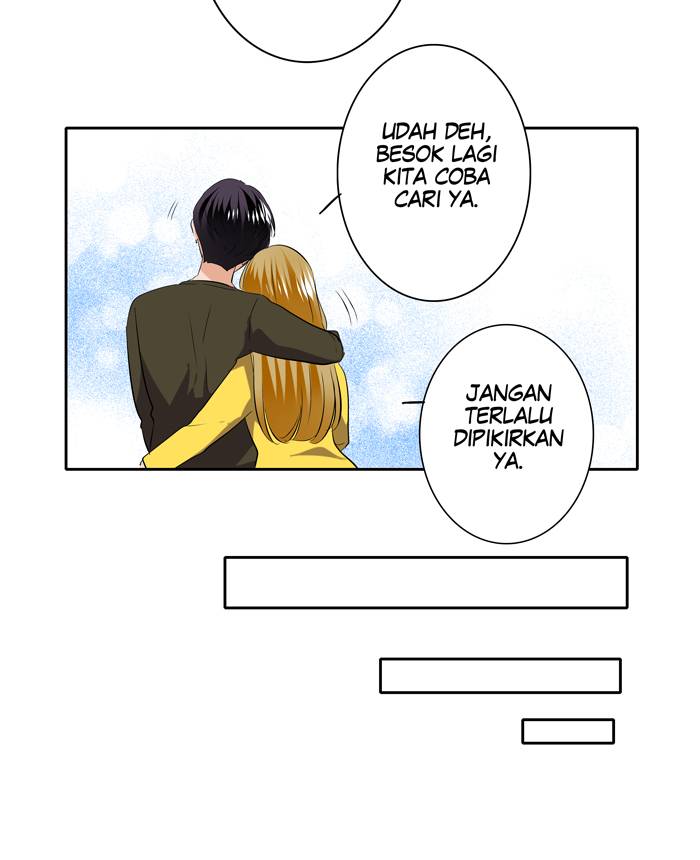 UDAH DEH,
BESOK LAGI
KITA COBA
CARI YA.
JANGAN
TERLALU
DIPIKIRKAN
YA.